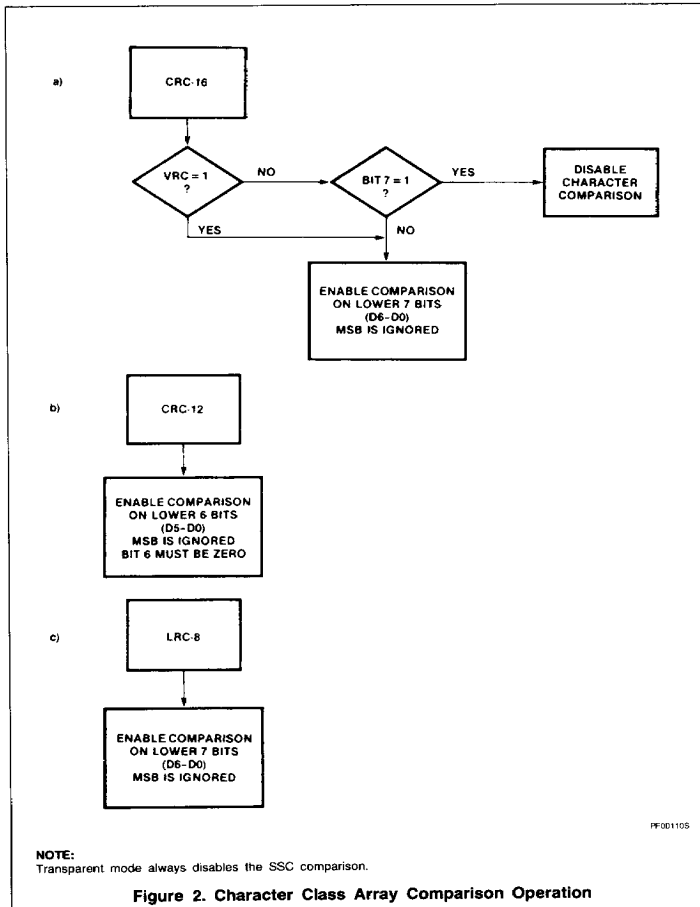 a)
CRC-16
VRC = 1
?
NO
BIT 7 = 1
?
YES
DISABLE
CHARACTER
COMPARISON
YES
NO
ENABLE COMPARISON
ON LOWER 7 BITS
(D6-D0)
MSB IS IGNORED
b)
CRC-12
ENABLE COMPARISON
ON LOWER 6 BITS
(D5-D0)
MSB IS IGNORED
BIT 6 MUST BE ZERO
c)
LRC-8
ENABLE COMPARISON
ON LOWER 7 BITS
(D6-D0)
MSB IS IGNORED
PF00110S
NOTE:
Transparent mode always disables the SSC comparison.
Figure 2. Character Class Array Comparison Operation